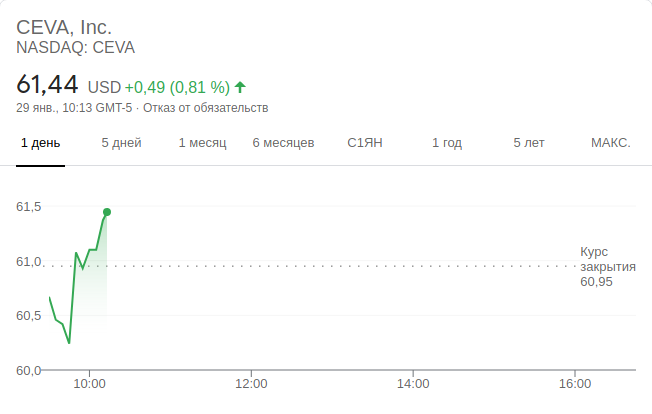 CEVA, Inc.
NASDAQ: CEVA
61,44 USD +0,49 (0,81 %)
29 янв., 10:13 GMT-5 · Отказ от обязательств
1 день 5 дней 1 месяц 6 месяцев С1ЯН 1 год 5 лет МАКС.
61,5
61,0
60,5
60,0
Курс
закрытия
60,95
10:00 12:00 14:00 16:00